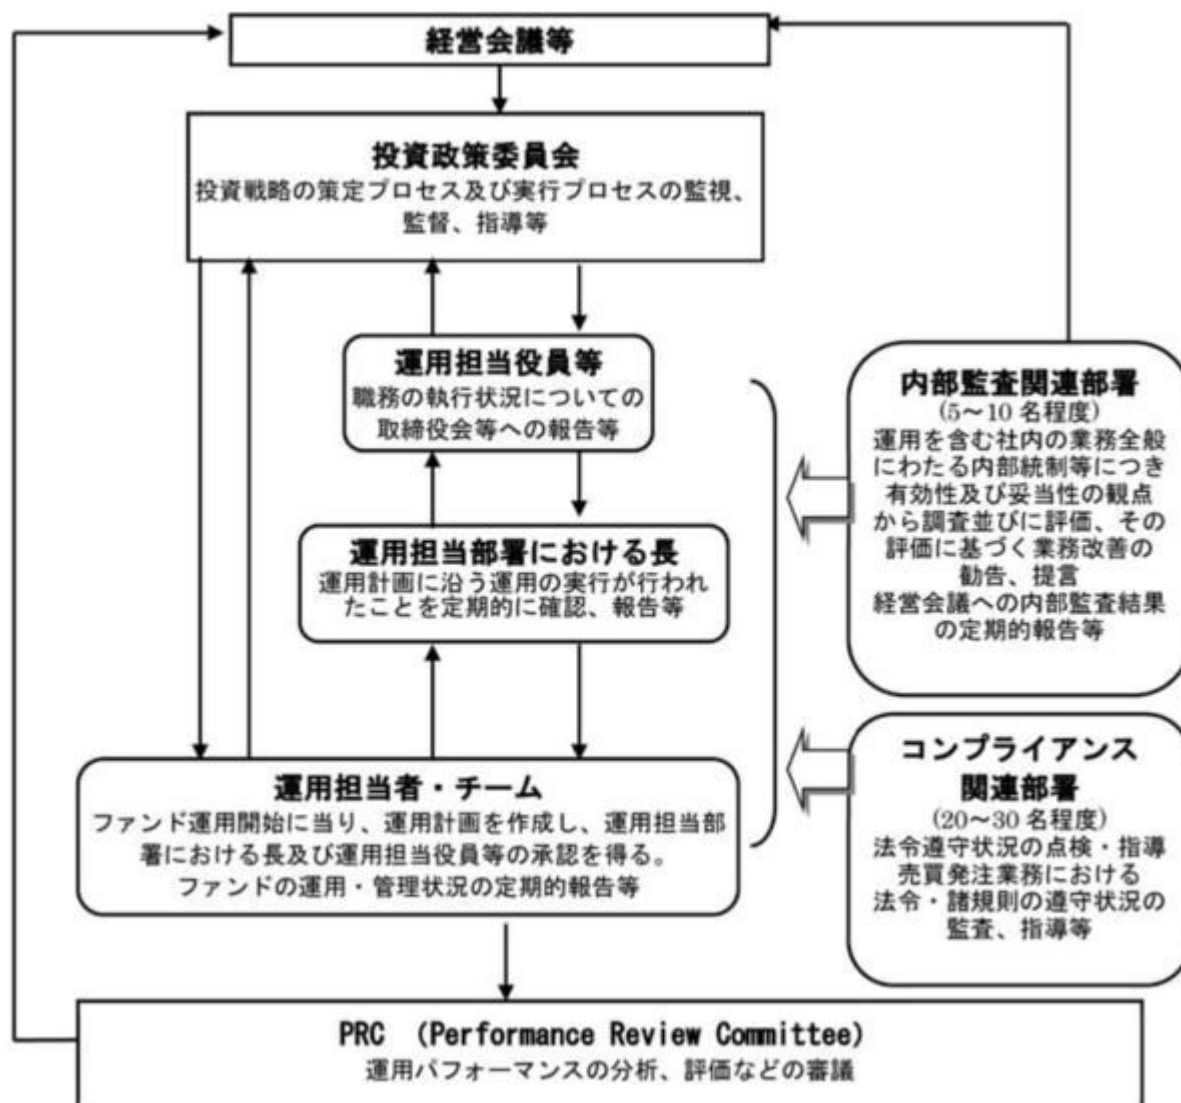 経営会議等
投資政策委員会
投資戦略の策定プロセス及び実行プロセスの監視、
監督、指導等
運用担当役員等
職務の執行状況についての
取締役会等への報告等
運用担当部署における長
運用計画に沿う運用の実行が行われ
たことを定期的に確認、報告等
運用担当者・チーム
ファンド運用開始に当り、運用計画を作成し、運用担当部
署における長及び運用担当役員等の承認を得る。
ファンドの運用・管理状況の定期的報告等
内部監査関連部署
(5～10 名程度)
運用を含む社内の業務全般
にわたる内部統制等につき
有効性及び妥当性の観点
から調査並びに評価、その
評価に基づく業務改善の
勧告、提言
経営会議への内部監査結果
の定期的報告等
コンプライアンス
関連部署
(20～30 名程度)
法令遵守状況の点検・指導
売買発注業務における
法令・諸規則の遵守状況の
監査、指導等
PRC (Performance Review Committee)
運用パフォーマンスの分析、評価などの審議